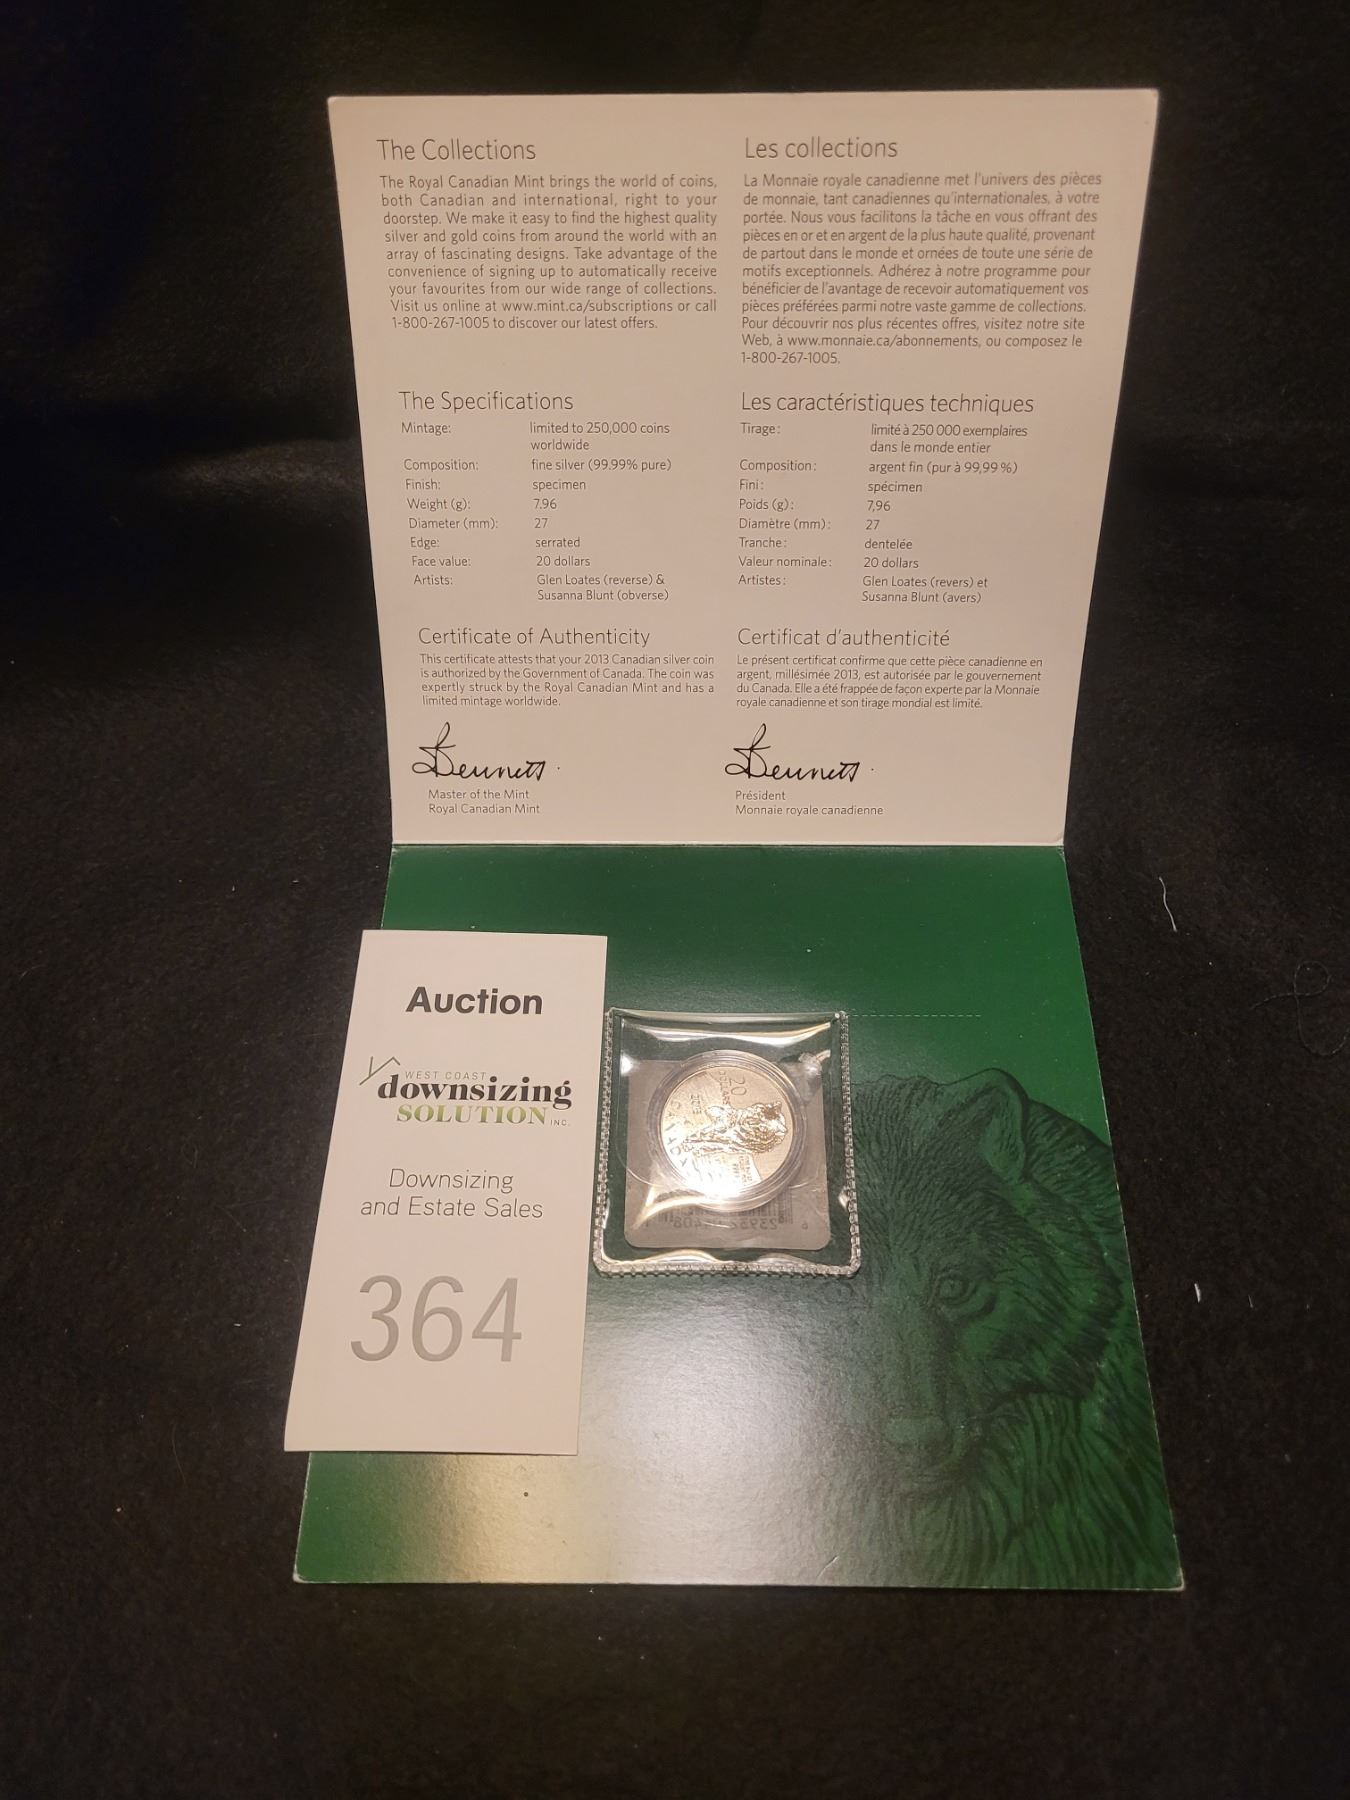 The Collections
The Royal Canadian Mint brings the world of coins,
both Canadian and international, right to your
doorstep. We make it easy to find the highest quality
silver and gold coins from around the world with an
array of fascinating designs. Take advantage of the
convenience of signing up to automatically receive
your favourites from our wide range of collections.
Visit us online at www.mint.ca/subscriptions or call
1-800-267-1005 to discover our latest offers.
The Specifications
Mintage: limited to 250,000 coins
worldwide
Composition: fine silver (99.99% pure)
Finish: specimen
Weight (g): 7.96
Diameter (mm): 27
Edge: serrated
Face value: 20 dollars
Artists: Glen Loates (reverse) &
Susanna Blunt (obverse)
Certificate of Authenticity
This certificate attests that your 2013 Canadian silver coin
is authorized by the Government of Canada. The coin was
expertly struck by the Royal Canadian Mint and has a
limited mintage worldwide.
Bennett
Master of the Mint
Royal Canadian Mint
Les collections
La Monnaie royale canadienne met l'univers des pièces
de monnaie, tant canadiennes qu'internationales, à votre
portée. Nous vous facilitons la tâche en vous offrant des
pièces en or et en argent de la plus haute qualité, provenant
de partout dans le monde et ornées de toute une série de
motifs exceptionnels. Adhérez à notre programme pour
bénéficier de l'avantage de recevoir automatiquement vos
pièces préférées parmi notre vaste gamme de collections.
Pour découvrir nos plus récentes offres, visitez notre site
Web, à www.monnaie.ca/abonnements, ou composez le
1-800-267-1005.
Les caractéristiques techniques
Tirage: limité à 250 000 exemplaires
dans le monde entier
Composition: argent fin (pur à 99,99 %)
Fini: spécimen
Poids (g): 7,96
Diamètre (mm): 27
Tranche: dentelée
Valeur nominale: 20 dollars
Artistes: Glen Loates (revers) et
Susanna Blunt (avers)
Certificat d'authenticité
Le présent certificat confirme que cette pièce canadienne en
argent, millésimée 2013, est autorisée par le gouvernement
du Canada. Elle a été frappée de façon experte par la Monnaie
royale canadienne et son tirage mondial est limité.
Bennett
Président
Monnaie royale canadienne
Auction
WEST COAST
downsizing
SOLUTION INC.
Downsizing
and Estate Sales
364
20
DOLLARS
2013
CANADA